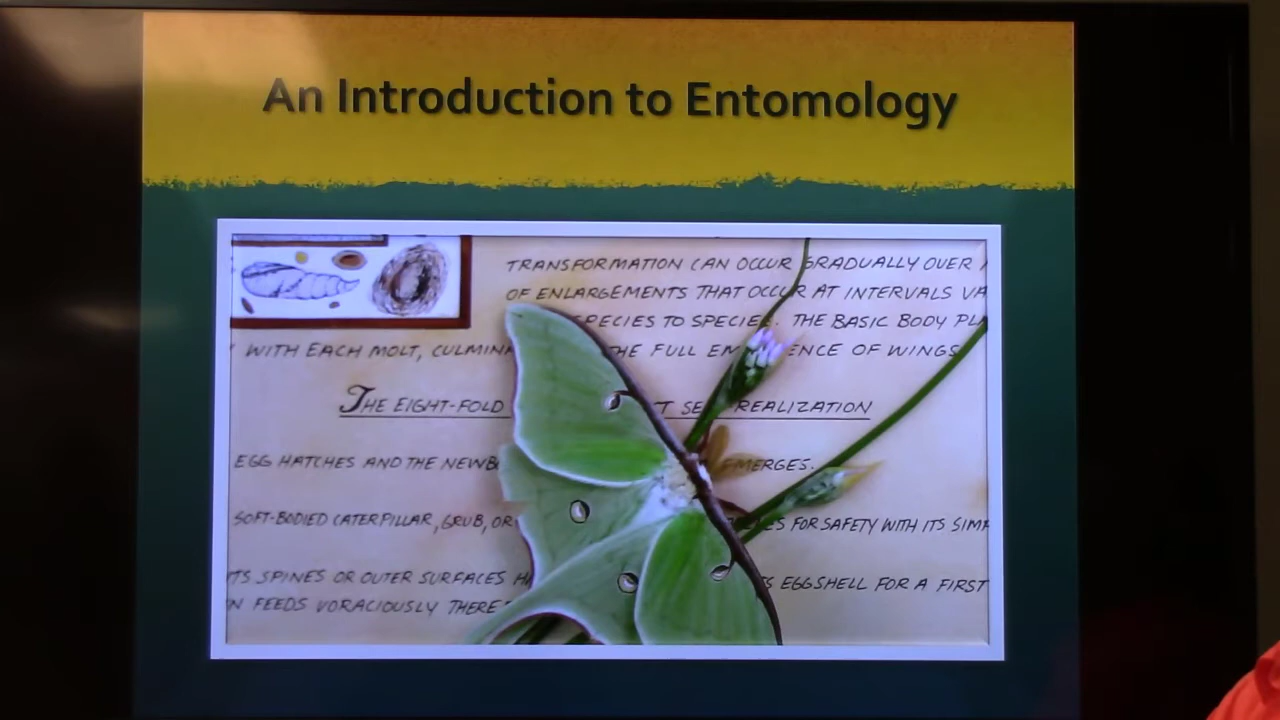 An Introduction to Entomology
TRANSFORMATION CAN OCCUR GRADUALLY OVER
OF ENLARGEMENTS THAT OCCUR AT INTERVALS VA
SPECIES TO SPECIES. THE BASIC BODY PL
WITH EACH MOLT, CULMINA THE FULL EM ENCE OF WINGS
THE EIGHT-FOLD T SE REALIZATION
EGG HATCHES AND THE NEWB EMERGES.
SOFT-BODIED CATERPILLAR, GRUB, OR ES FOR SAFETY WITH ITS SIM
ITS SPINES OR OUTER SURFACES H S EGGSHELL FOR A FIRST
N FEEDS VORACIOUSLY THERE